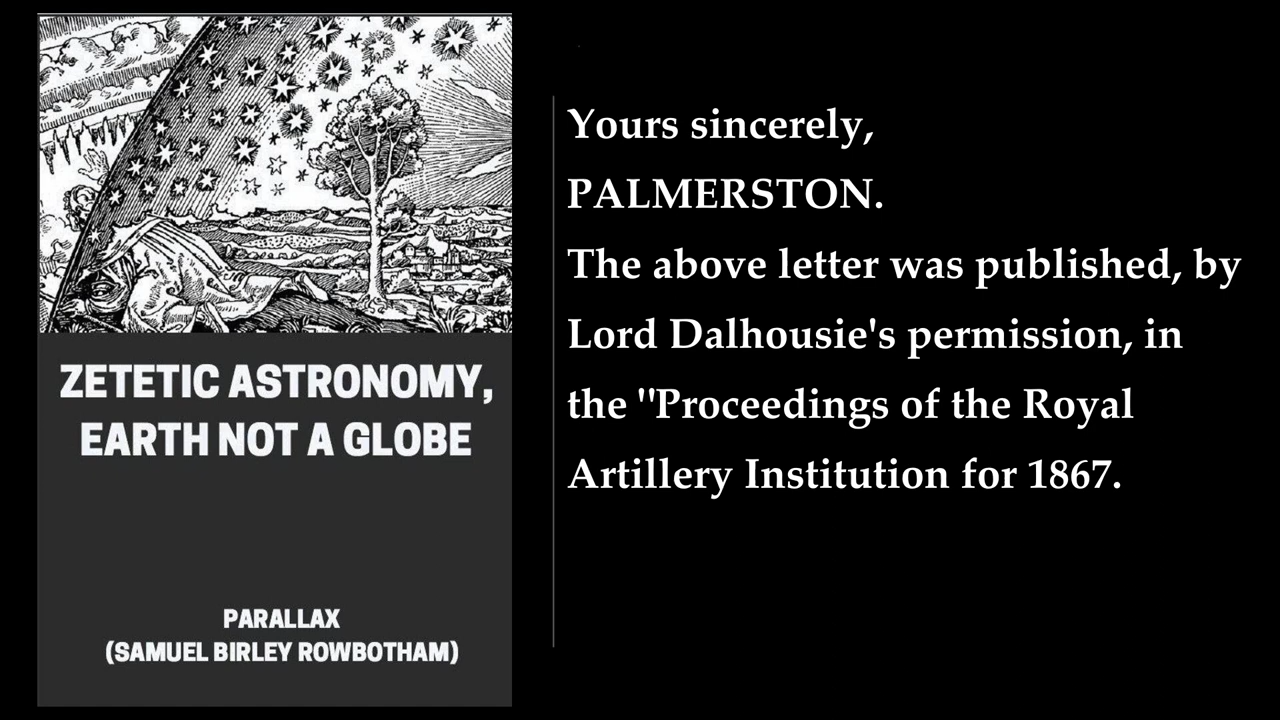 ZETETIC ASTRONOMY,
EARTH NOT A GLOBE
PARALLAX
(SAMUEL BIRLEY ROWBOTHAM)
Yours sincerely,
PALMERSTON.
The above letter was published, by
Lord Dalhousie's permission, in
the "Proceedings of the Royal
Artillery Institution for 1867.